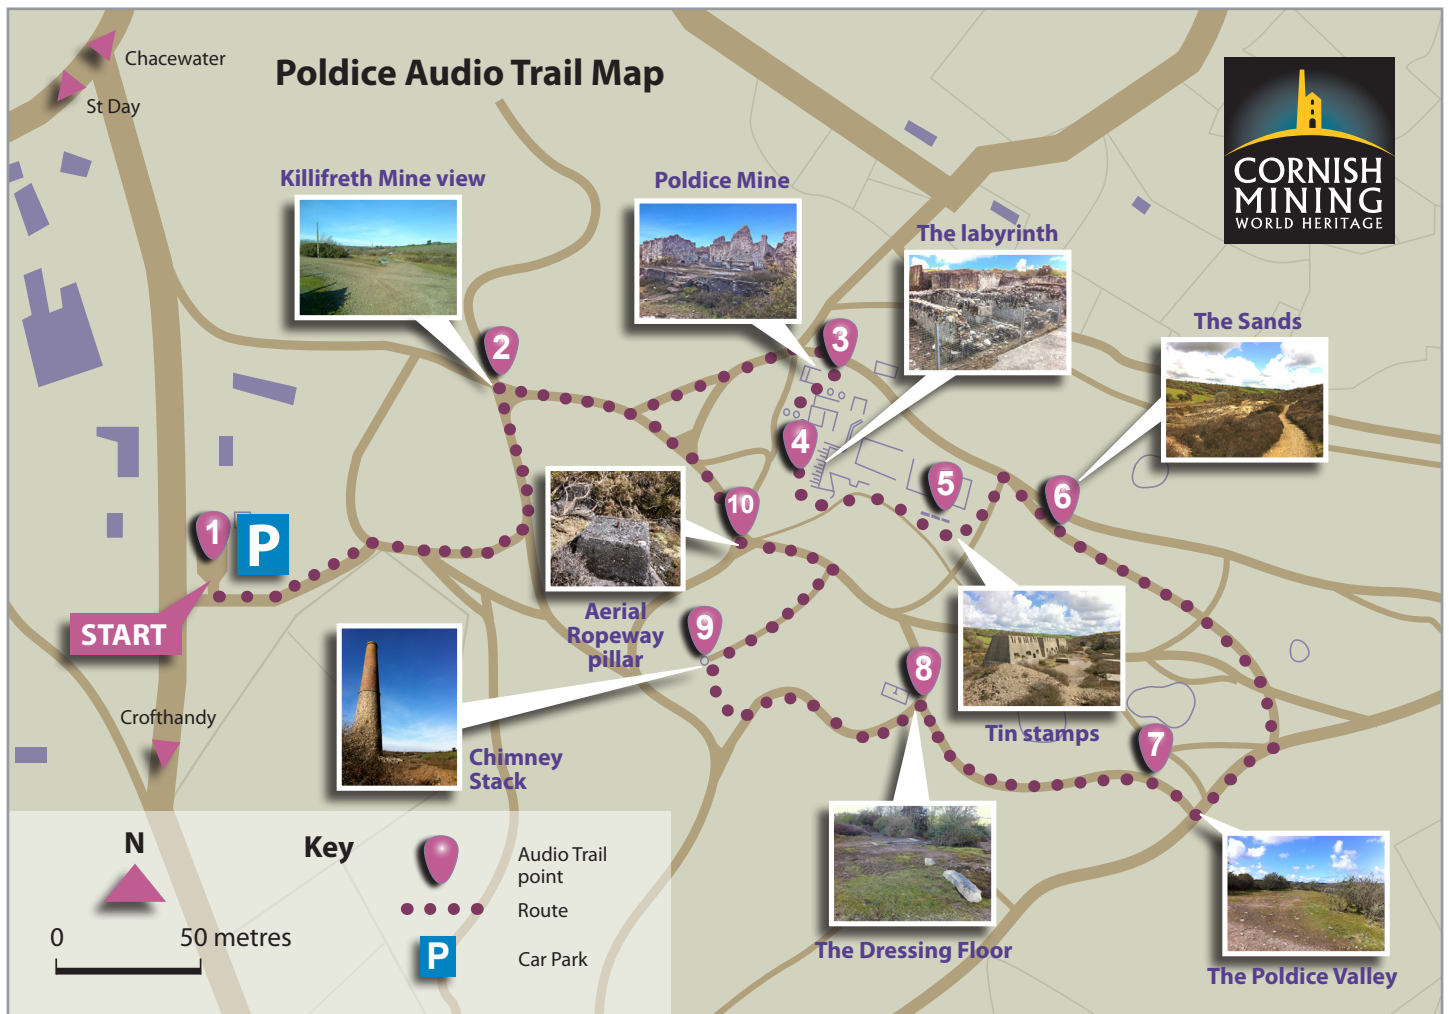 Chacewater
St Day
Poldice Audio Trail Map
CORNISH
MINING
WORLD HERITAGE
Killifreth Mine view
Poldice Mine
The labyrinth
The Sands
2
3
4
5
6
10
1
P
START
Aerial
Ropeway
pillar
9
8
Tin stamps
7
Crofthandy
Chimney
Stack
The Dressing Floor
The Poldice Valley
N
0
50 metres
Key
Audio Trail
point
Route
P
Car Park